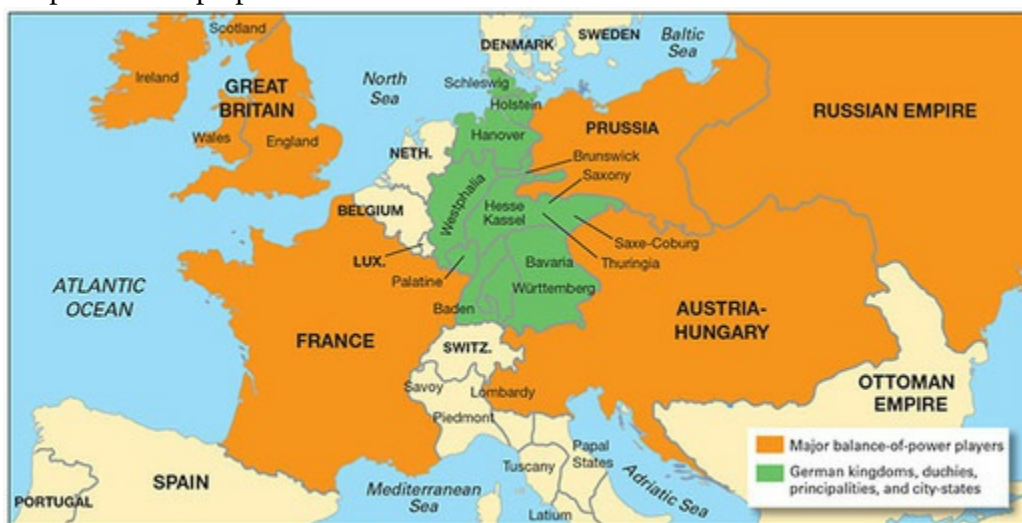 Scotland
Ireland
GREAT
BRITAIN
Wales
England
North
Sea
DENMARK
SWEDEN
Baltic
Sea
Schleswig
Holstein
Hanover
PRUSSIA
RUSSIAN EMPIRE
NETH.
Brunswick
Saxony
Westphalia
Hesse
Kassel
BELGIUM
Saxe-Coburg
Thuringia
LUX.
Palatine
Bavaria
Württemberg
Baden
ATLANTIC
OCEAN
FRANCE
AUSTRIA-
HUNGARY
SWITZ.
Savoy
Lombardy
Piedmont
OTTOMAN
EMPIRE
Papal
States
Tuscany
SPAIN
PORTUGAL
Mediterranean
Sea
Adriatic Sea
Latium
Major balance-of-power players
German kingdoms, duchies,
principalities, and city-states